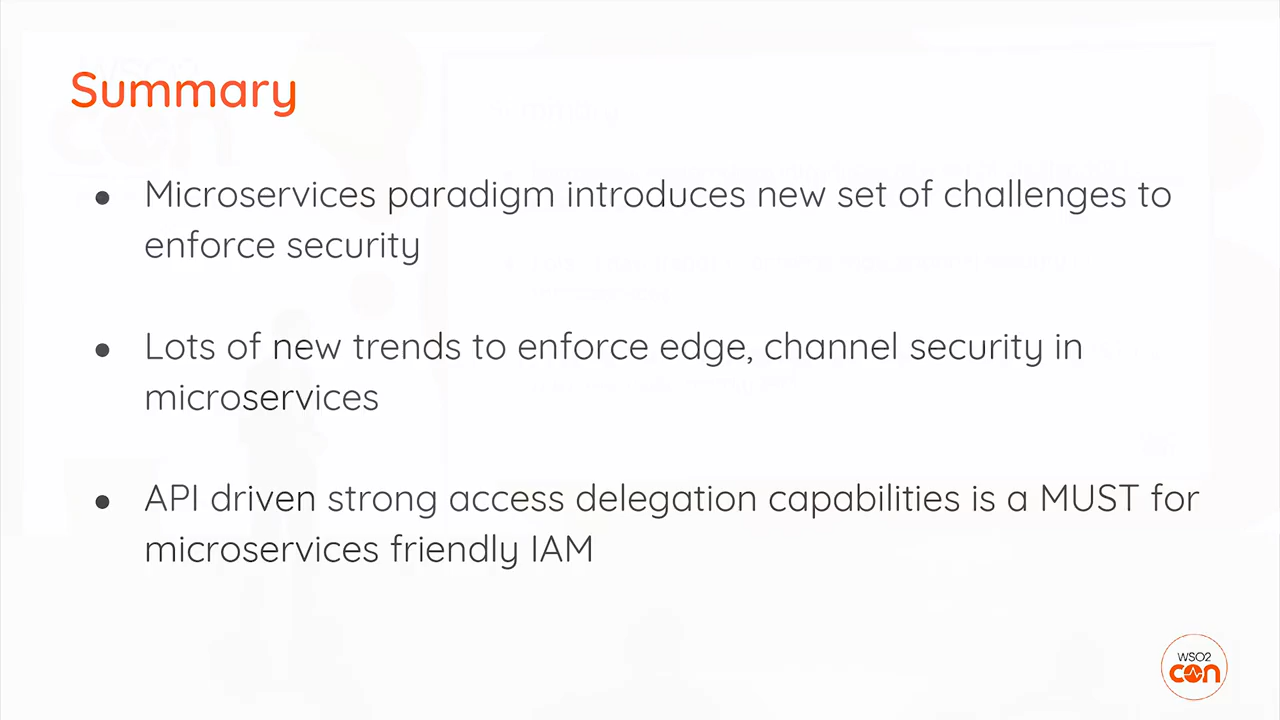 Summary
● Microservices paradigm introduces new set of challenges to
enforce security
● Lots of new trends to enforce edge, channel security in
microservices
● API driven strong access delegation capabilities is a MUST for
microservices friendly IAM
WSO2
con